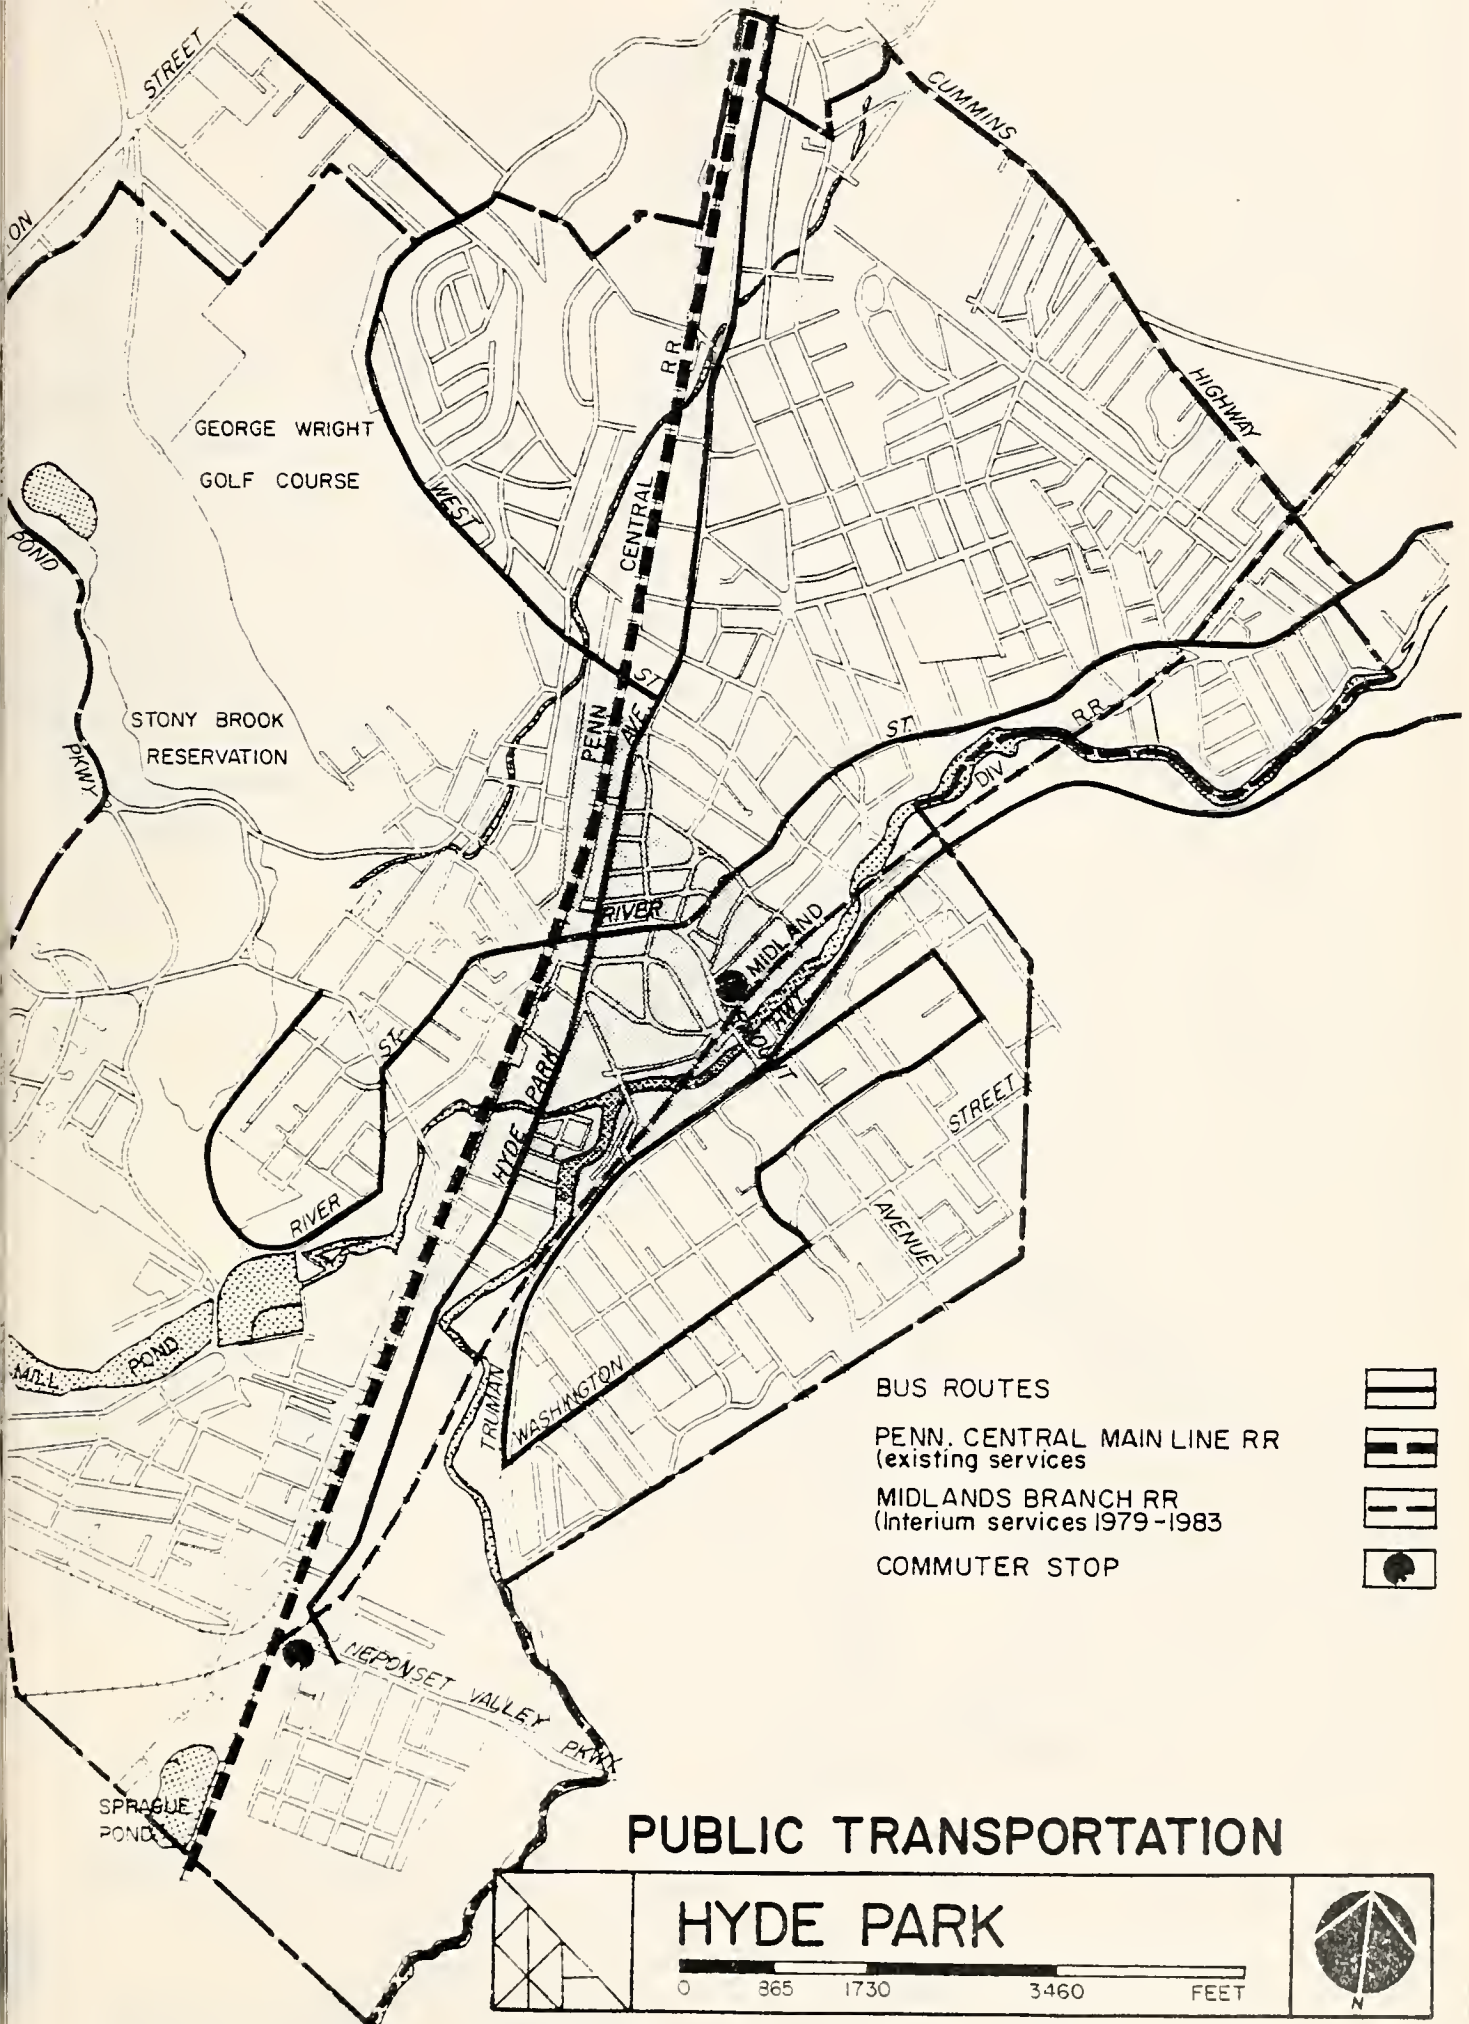 STREET
ON
CUMMINS
HIGHWAY
R R
GEORGE WRIGHT
GOLF COURSE
WEST
CENTRAL
POND
ST
STONY BROOK
RESERVATION
PENN
AVE.
PKWY
ST.
R.R.
DIV
RIVER
MIDLAND
HWY
ST.
HYDE PARK
STREET
RIVER
AVENUE
MILL POND
TRUMAN
WASHINGTON
BUS ROUTES
PENN. CENTRAL MAIN LINE RR
(existing services
MIDLANDS BRANCH RR
(Interium services 1979-1983
COMMUTER STOP
NEPONSET VALLEY
PKWY
SPRAGUE
POND
PUBLIC TRANSPORTATION
HYDE PARK
0 865 1730 3460 FEET
N